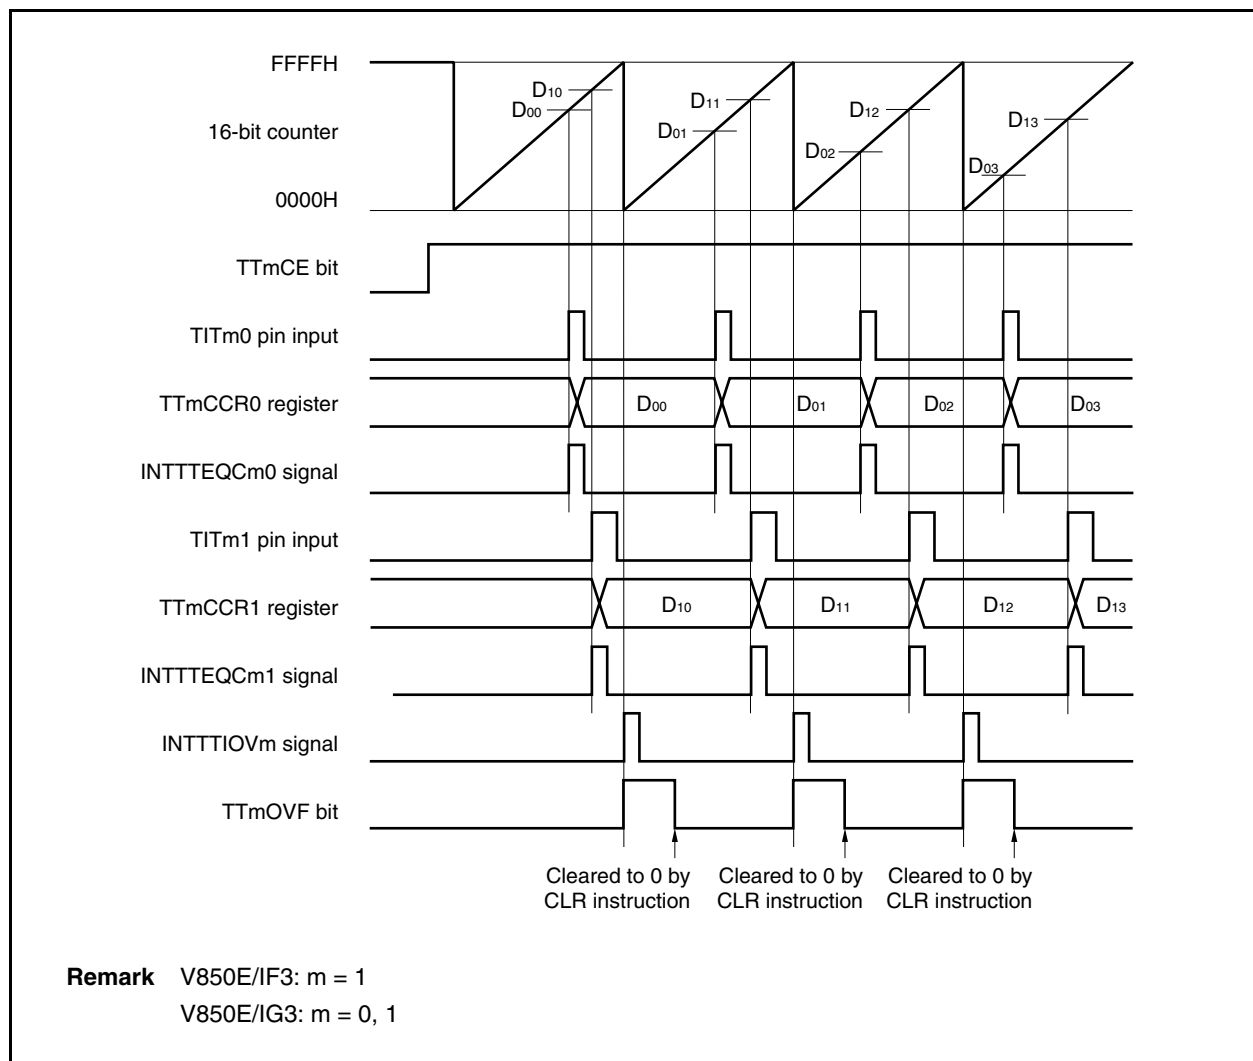 FFFFH
D10
D00
D11
D01
D12
D02
D13
D03
16-bit counter
0000H
TTmCE bit
TITm0 pin input
TTmCCR0 register
D00
D01
D02
D03
INTTTEQCm0 signal
TITm1 pin input
TTmCCR1 register
D10
D11
D12
D13
INTTTEQCm1 signal
INTTTIOVm signal
TTmOVF bit
Cleared to 0 by
CLR instruction
Cleared to 0 by
CLR instruction
Cleared to 0 by
CLR instruction
Remark V850E/IF3: m = 1
V850E/IG3: m = 0, 1